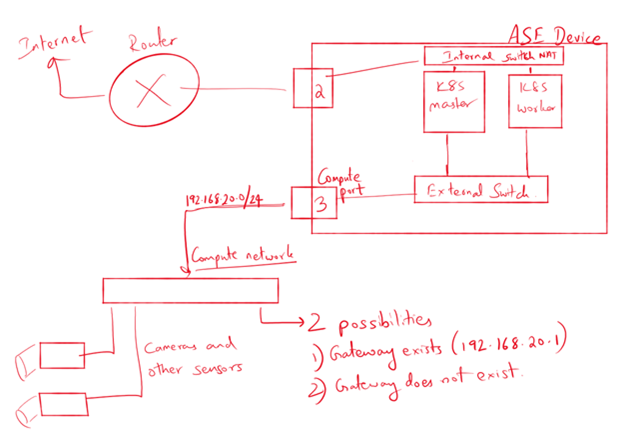 ASE Device
Internet
Router
Internal Switch NAT
2
K8S master
K8S worker
Compute port
3
External Switch
192.168.20.0/24
Compute network
Cameras and other sensors
2 possibilities
1) Gateway exists (192.168.20.1)
2) Gateway does not exist.